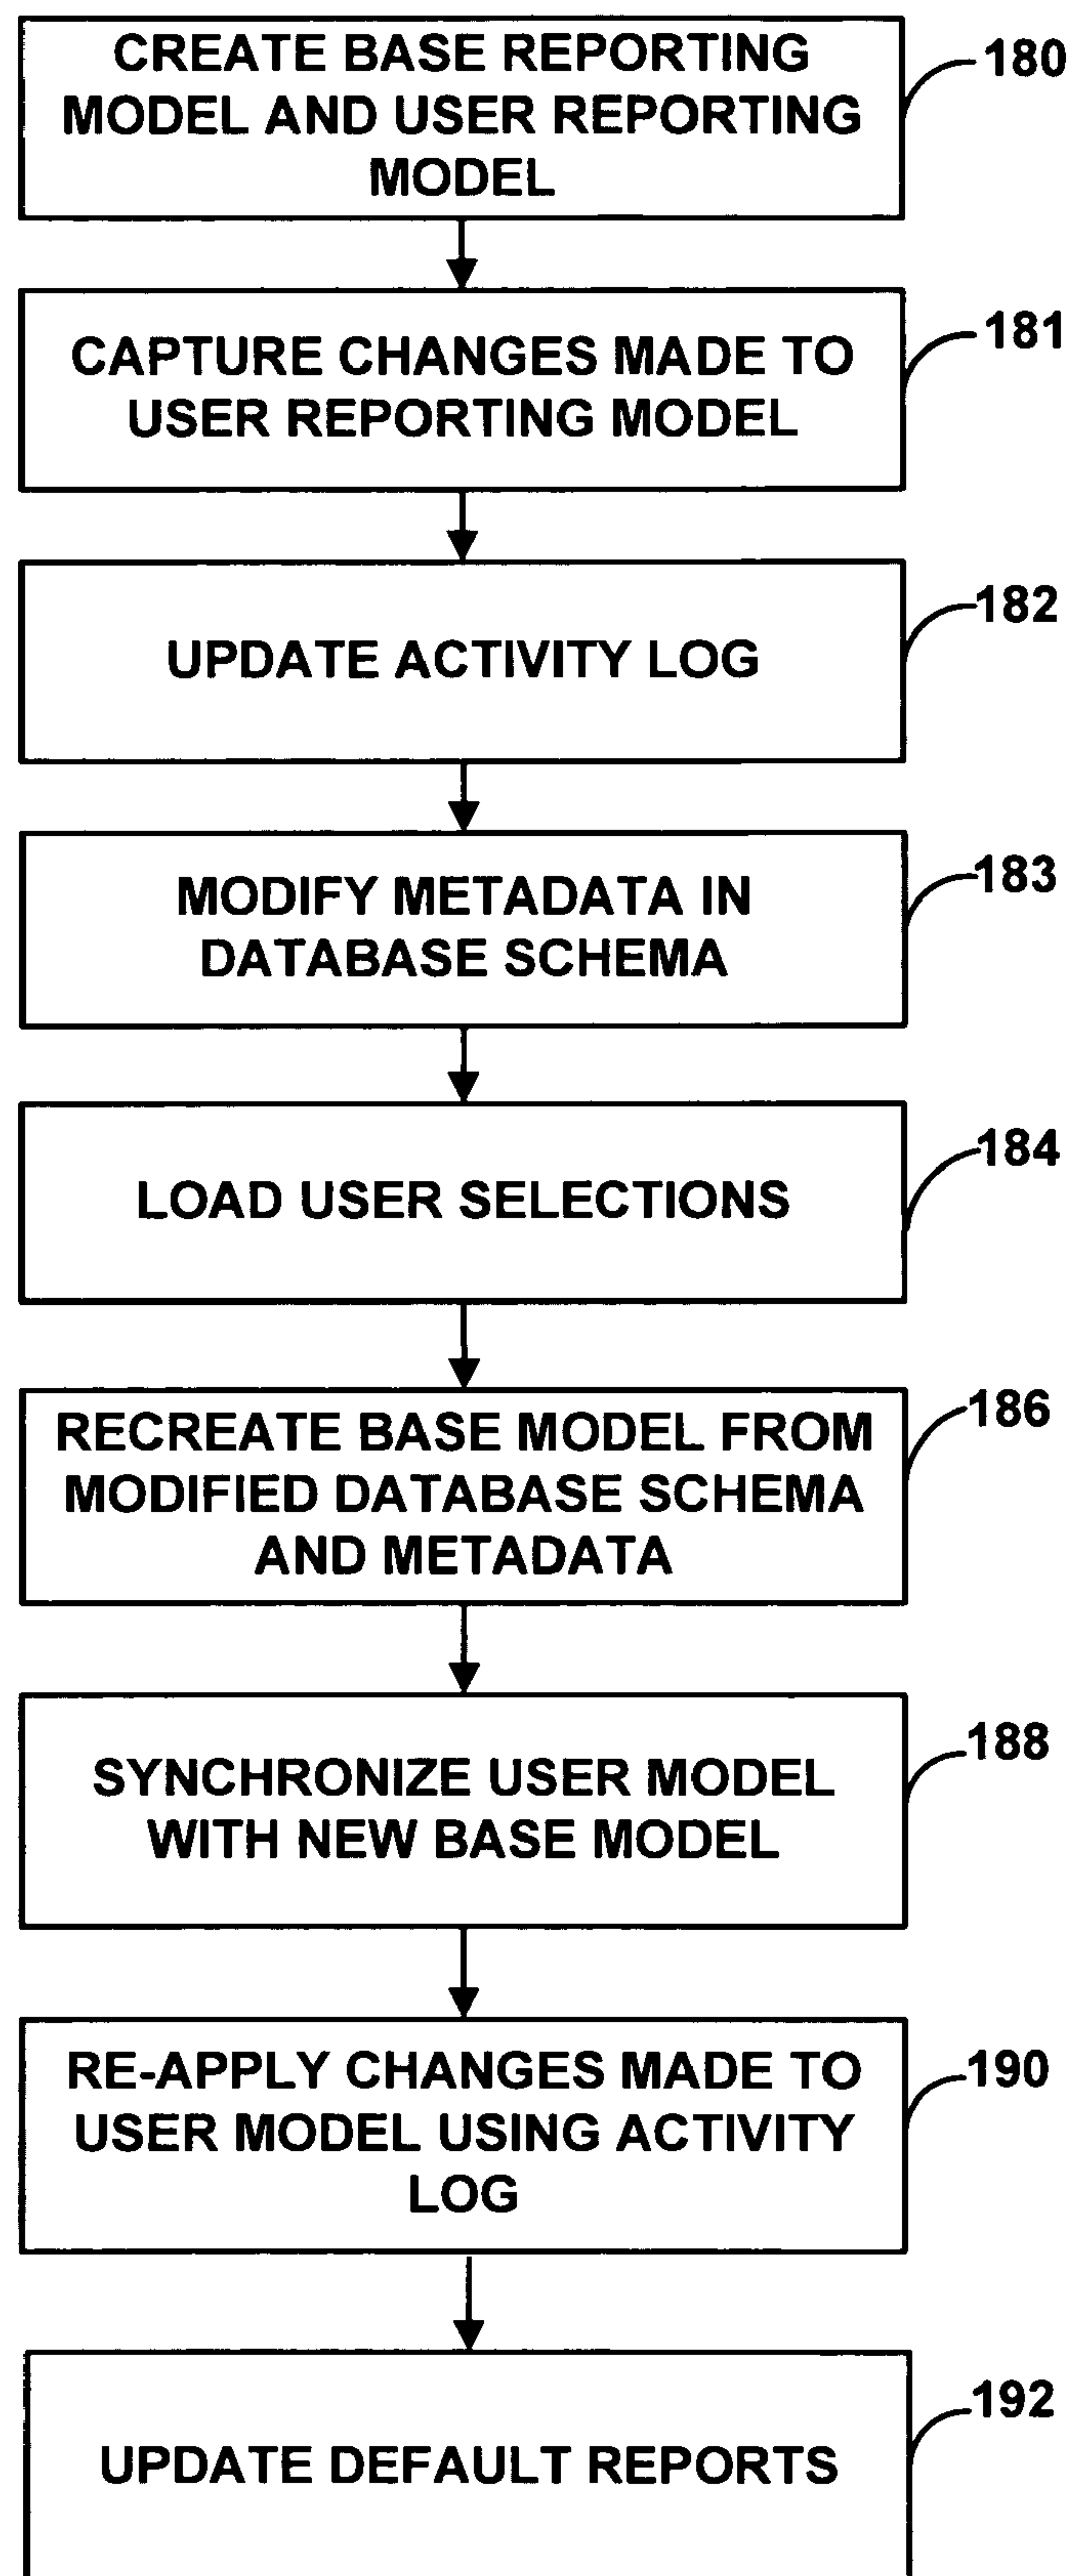 CREATE BASE REPORTING
MODEL AND USER REPORTING
MODEL
180
CAPTURE CHANGES MADE TO
USER REPORTING MODEL
181
UPDATE ACTIVITY LOG
182
MODIFY METADATA IN
DATABASE SCHEMA
183
LOAD USER SELECTIONS
184
RECREATE BASE MODEL FROM
MODIFIED DATABASE SCHEMA
AND METADATA
186
SYNCHRONIZE USER MODEL
WITH NEW BASE MODEL
188
RE-APPLY CHANGES MADE TO
USER MODEL USING ACTIVITY
LOG
190
UPDATE DEFAULT REPORTS
192